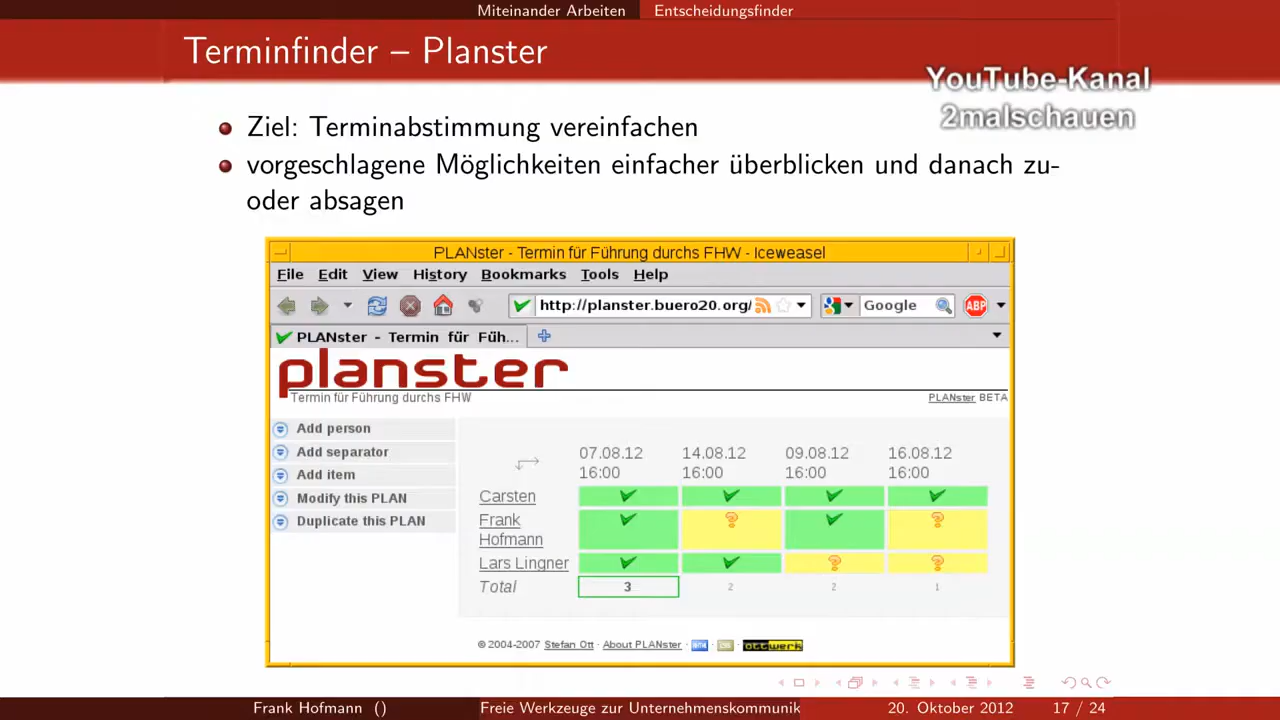 Miteinander Arbeiten Entscheidungsfinder
Terminfinder – Planster
YouTube-Kanal
2malschauen
Ziel: Terminabstimmung vereinfachen
vorgeschlagene Möglichkeiten einfacher überblicken und danach zu-
oder absagen
PLANster - Termin für Führung durchs FHW - Iceweasel
File Edit View History Bookmarks Tools Help
http://planster.buero20.org/ Google ABP
PLANster - Termin für Füh...
planster
Termin für Führung durchs FHW PLANster BETA
Add person
Add separator
Add item
Modify this PLAN
Duplicate this PLAN
07.08.12 14.08.12 09.08.12 16.08.12
16:00 16:00 16:00 16:00
Carsten
Frank
Hofmann
? ?
Lars Lingner ? ?
Total 3 2 2 1
© 2004-2007 Stefan Ott · About PLANster · ottwerk
Frank Hofmann () Freie Werkzeuge zur Unternehmenskommunik 20. Oktober 2012 17 / 24